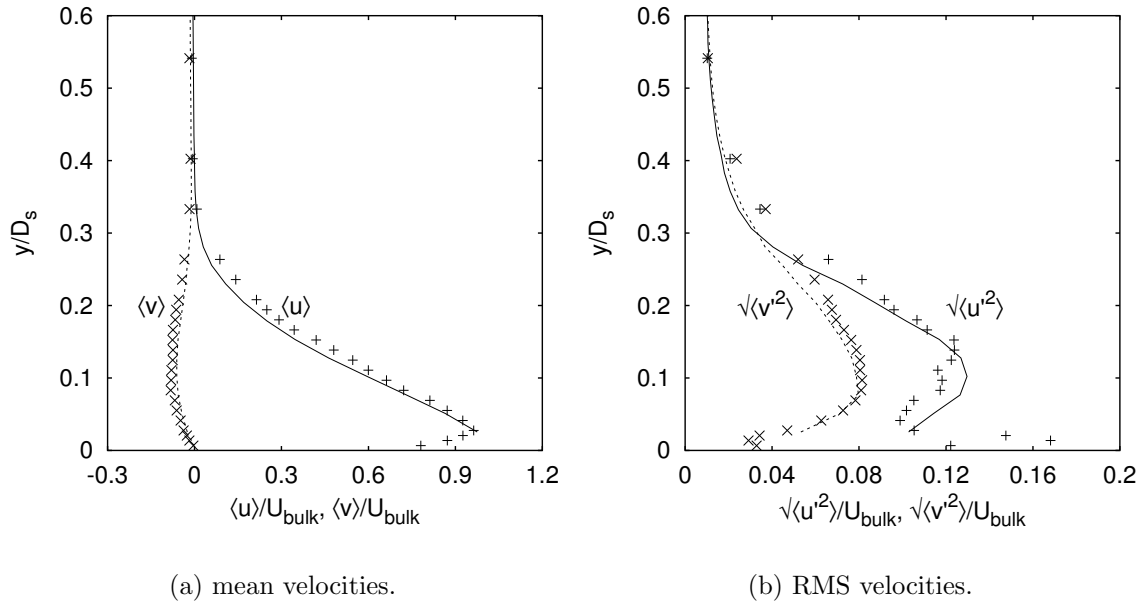 0.6
0.5
0.4
0.3
0.2
0.1
0
y/D_s
⟨v⟩
⟨u⟩
-0.3 0 0.3 0.6 0.9 1.2
⟨u⟩/U_bulk, ⟨v⟩/U_bulk
(a) mean velocities.
0.6
0.5
0.4
0.3
0.2
0.1
0
y/D_s
√⟨v'²⟩
√⟨u'²⟩
0 0.04 0.08 0.12 0.16 0.2
√⟨u'²⟩/U_bulk, √⟨v'²⟩/U_bulk
(b) RMS velocities.